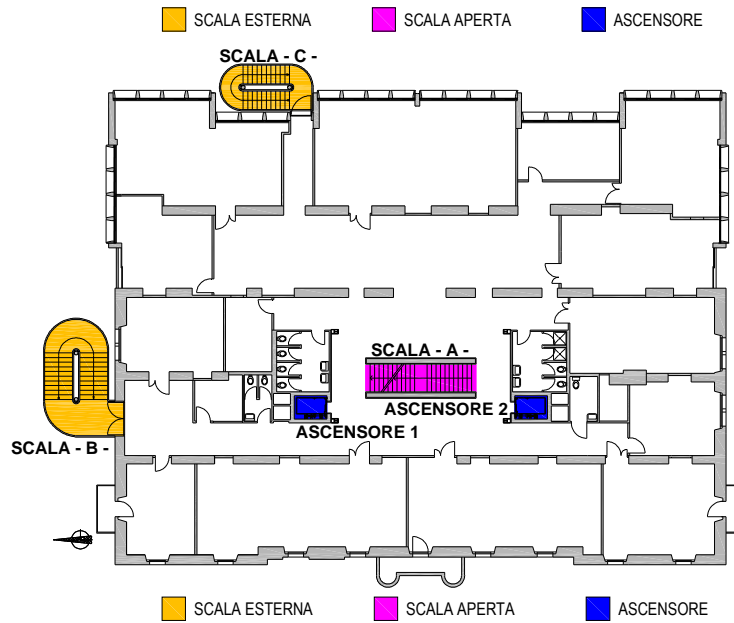 SCALA ESTERNA SCALA APERTA ASCENSORE
SCALA - C -
SCALA - A -
ASCENSORE 2
ASCENSORE 1
SCALA - B -
SCALA ESTERNA SCALA APERTA ASCENSORE